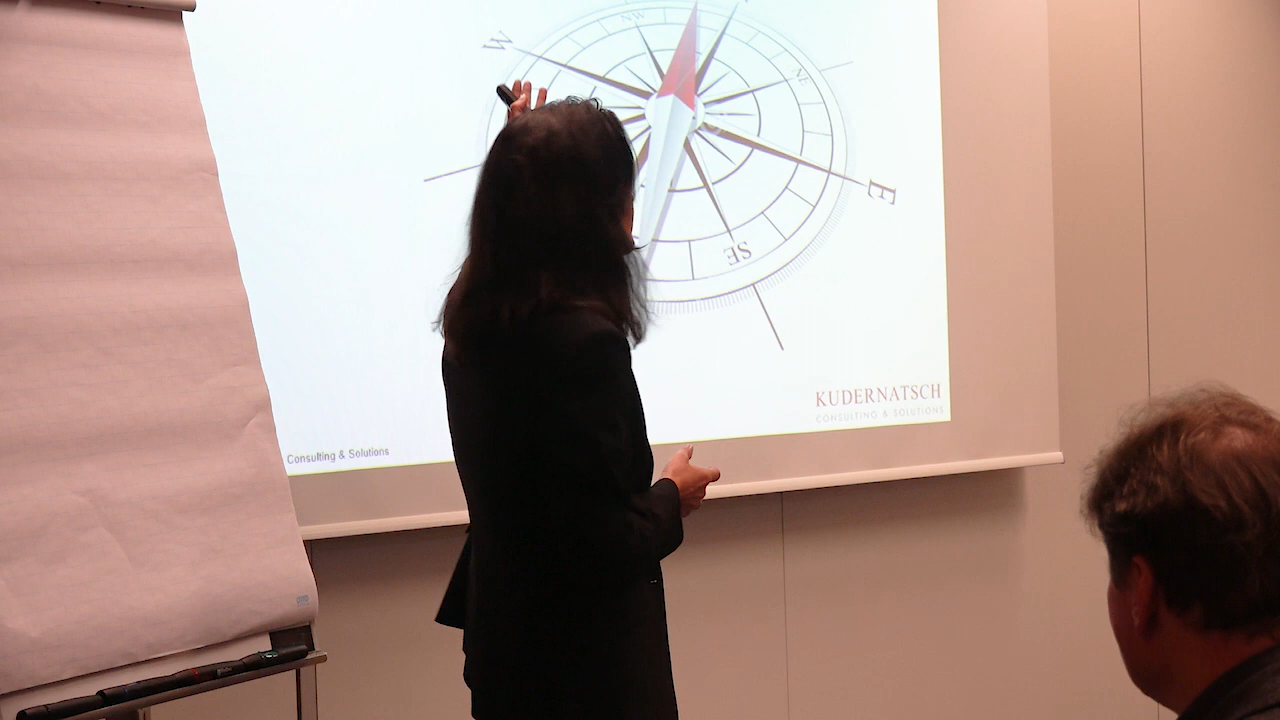 NW
W
NE
E
SE
KUDERNATSCH
CONSULTING & SOLUTIONS
Consulting & Solutions